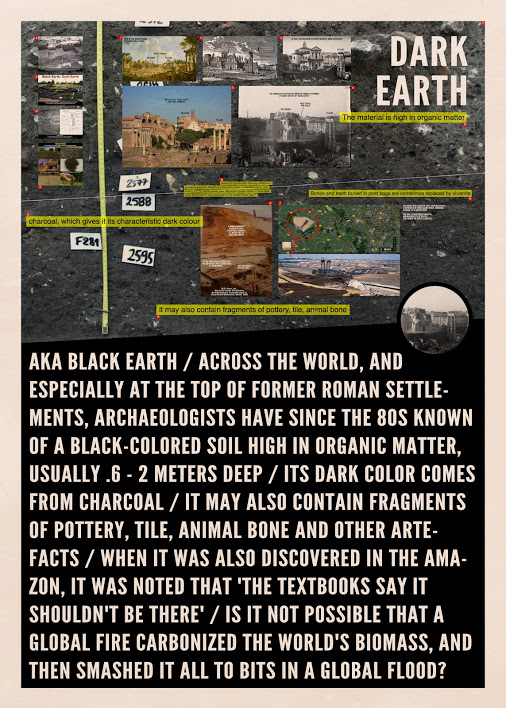 DARK
EARTH
The material is high in organic matter
Bones and teeth buried in peat bogs are sometimes replaced by vivianite
2577
2588
charcoal, which gives it its characteristic dark colour
F281
2595
it may also contain fragments of pottery, tile, animal bone
AKA BLACK EARTH / ACROSS THE WORLD, AND
ESPECIALLY AT THE TOP OF FORMER ROMAN SETTLE-
MENTS, ARCHAEOLOGISTS HAVE SINCE THE 80S KNOWN
OF A BLACK-COLORED SOIL HIGH IN ORGANIC MATTER,
USUALLY .6 - 2 METERS DEEP / ITS DARK COLOR COMES
FROM CHARCOAL / IT MAY ALSO CONTAIN FRAGMENTS
OF POTTERY, TILE, ANIMAL BONE AND OTHER ARTE-
FACTS / WHEN IT WAS ALSO DISCOVERED IN THE AMA-
ZON, IT WAS NOTED THAT 'THE TEXTBOOKS SAY IT
SHOULDN'T BE THERE' / IS IT NOT POSSIBLE THAT A
GLOBAL FIRE CARBONIZED THE WORLD'S BIOMASS, AND
THEN SMASHED IT ALL TO BITS IN A GLOBAL FLOOD?